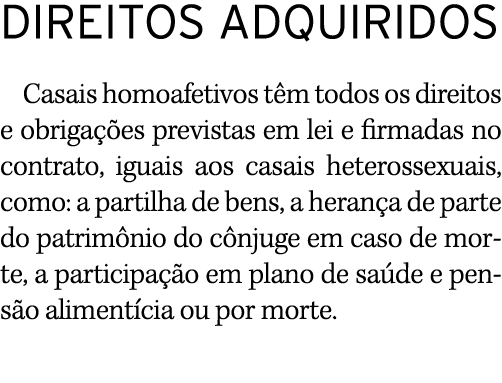 DIREITOS ADQUIRIDOS
Casais homoafetivos têm todos os direitos
e obrigações previstas em lei e firmadas no
contrato, iguais aos casais heterossexuais,
como: a partilha de bens, a herança de parte
do patrimônio do cônjuge em caso de mor-
te, a participação em plano de saúde e pen-
são alimentícia ou por morte.